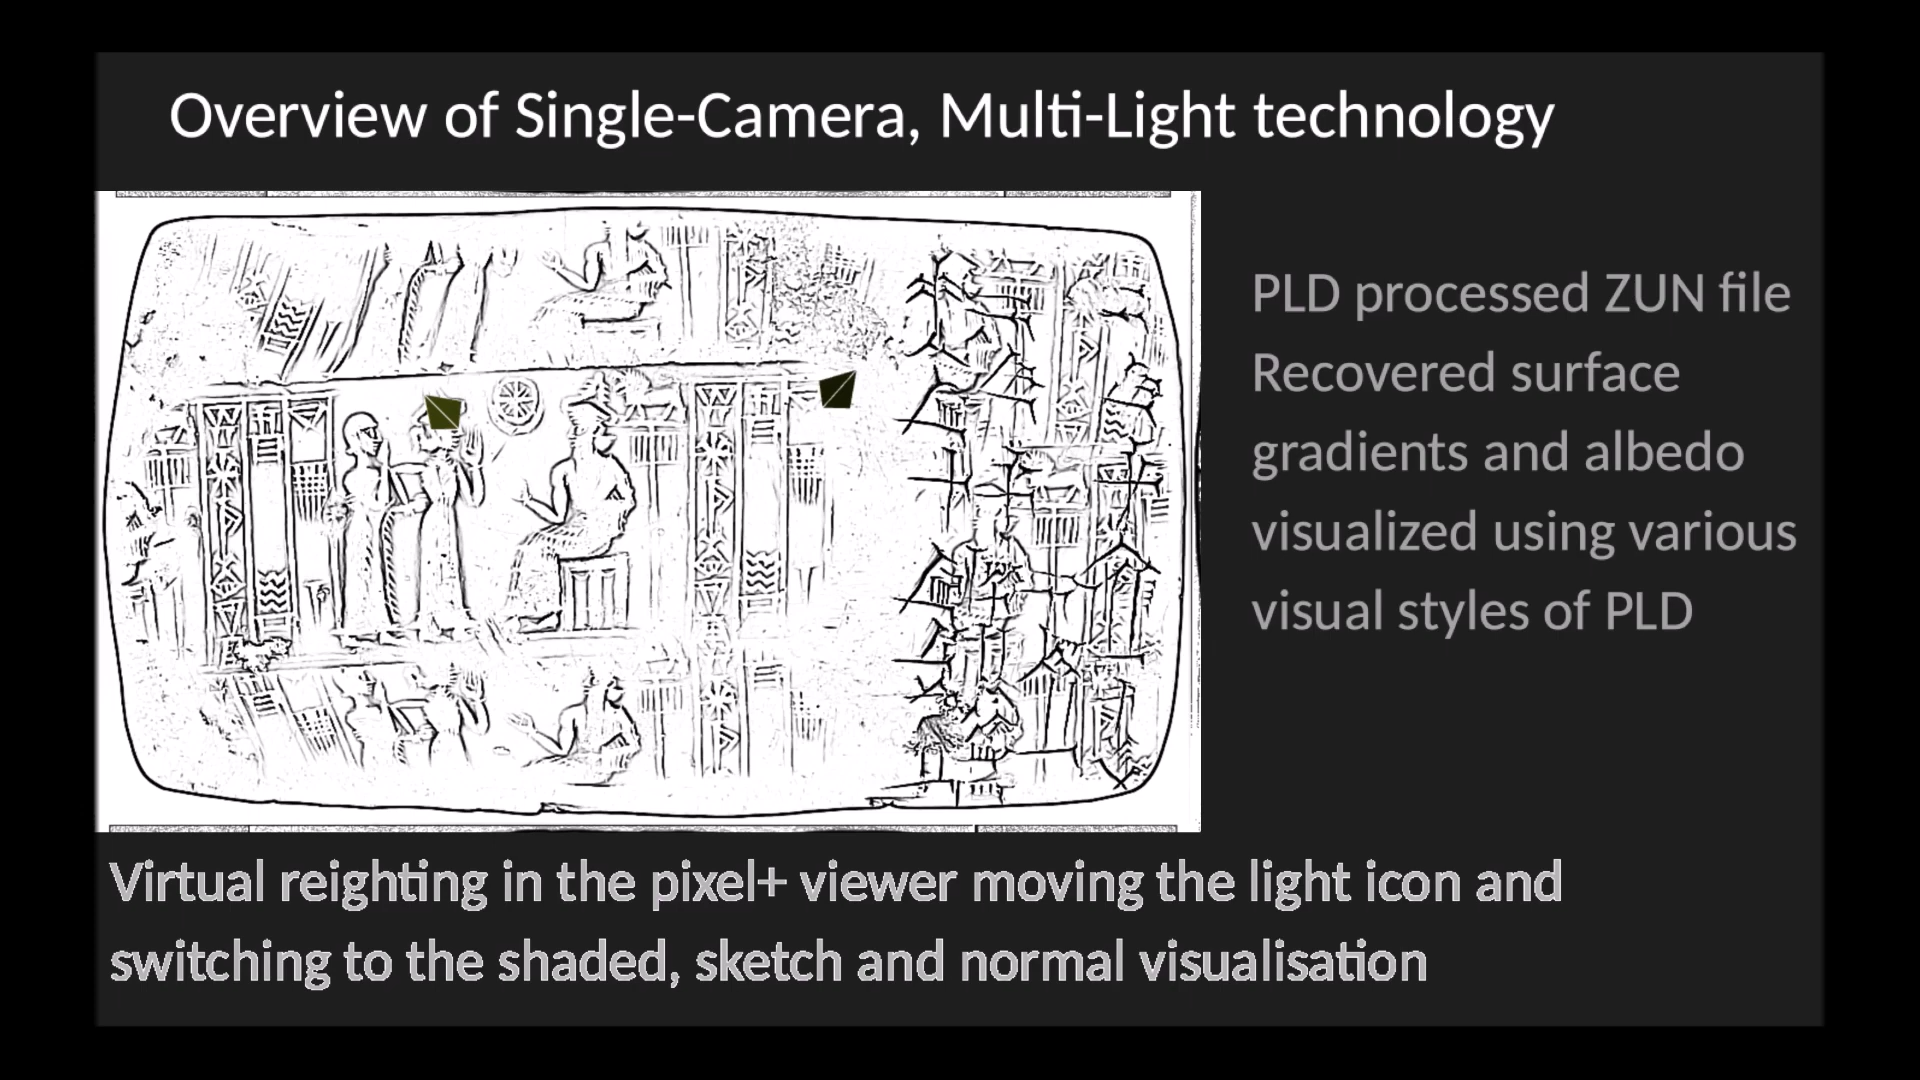 Overview of Single-Camera, Multi-Light technology
PLD processed ZUN file
Recovered surface
gradients and albedo
visualized using various
visual styles of PLD
Virtual reighting in the pixel+ viewer moving the light icon and
switching to the shaded, sketch and normal visualisation